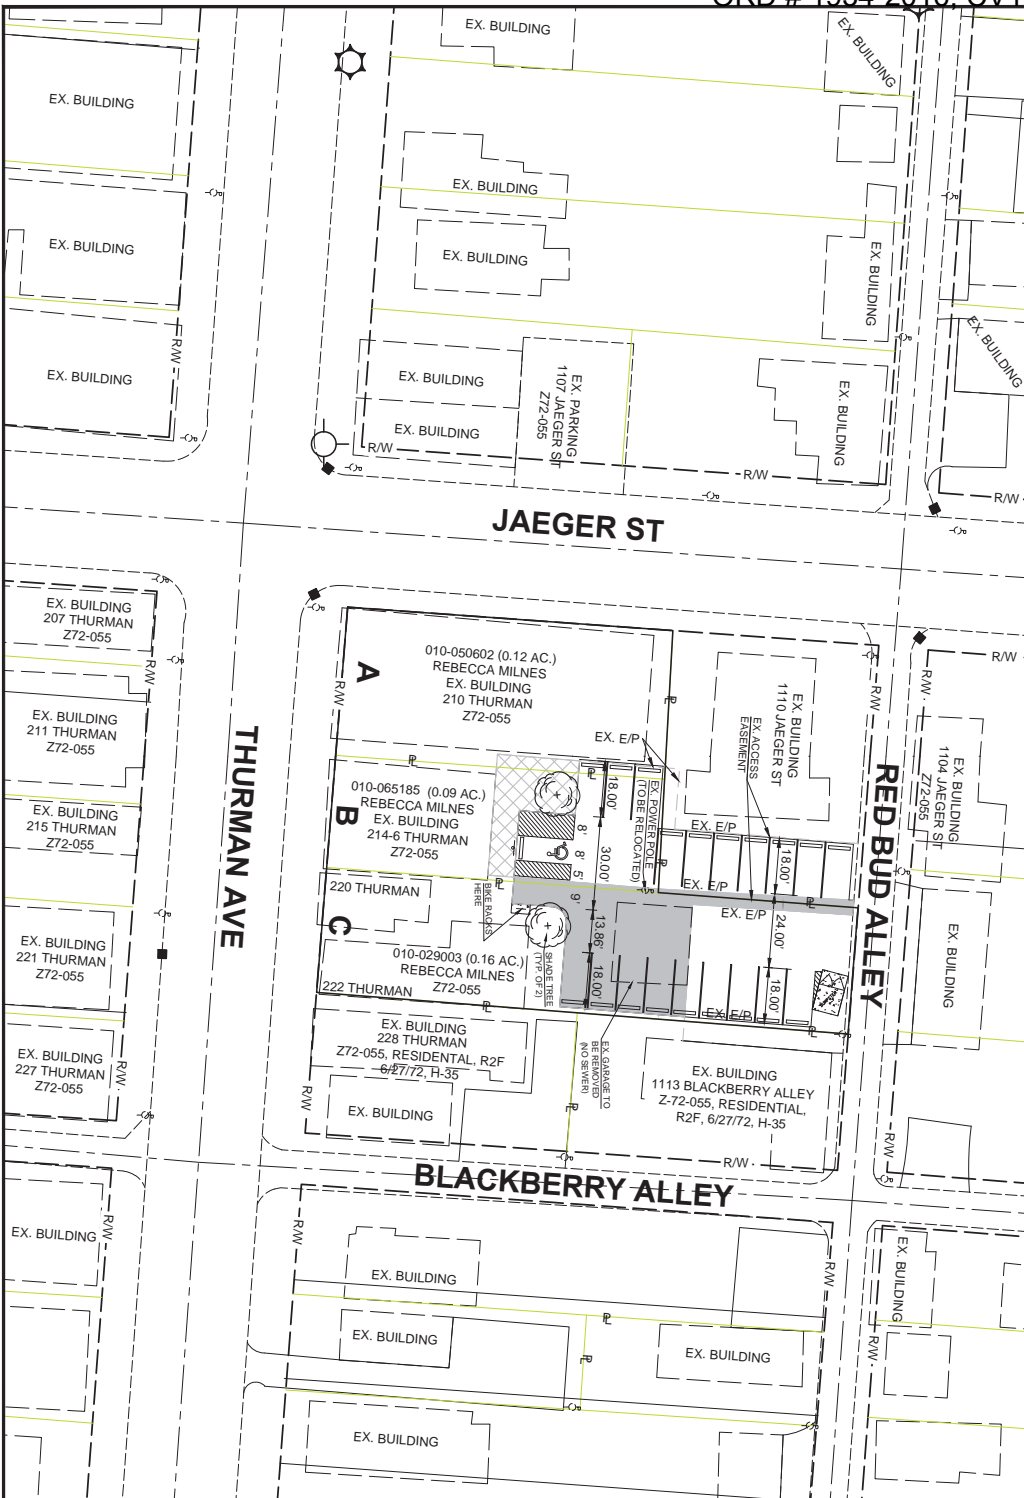 EX. BUILDING
EX. BUILDING
EX. BUILDING
EX. BUILDING
EX. BUILDING
EX. BUILDING
EX. BUILDING
EX. BUILDING
EX. BUILDING
R/W
EX. BUILDING
EX. BUILDING
EX. BUILDING
EX. PARKING
1107 JAEGER ST
Z72-055
EX. BUILDING
EX. BUILDING
R/W
R/W
R/W
JAEGER ST
EX. BUILDING
207 THURMAN
Z72-055
R/W
EX. BUILDING
211 THURMAN
Z72-055
EX. BUILDING
215 THURMAN
Z72-055
EX. BUILDING
221 THURMAN
Z72-055
EX. BUILDING
227 THURMAN
Z72-055
R/W
THURMAN AVE
R/W
A
010-050602 (0.12 AC.)
REBECCA MILNES
EX. BUILDING
210 THURMAN
Z72-055
B
010-065185 (0.09 AC.)
REBECCA MILNES
EX. BUILDING
214-6 THURMAN
Z72-055
C
220 THURMAN
010-029003 (0.16 AC.)
REBECCA MILNES
Z72-055
222 THURMAN
EX. BUILDING
228 THURMAN
Z72-055, RESIDENTAL, R2F
6/27/72, H-35
R/W
EX. BUILDING
EX. E/P
EX. POWER POLE
(TO BE RELOCATED)
EX. ACCESS
EASEMENT
EX. BUILDING
1110 JAEGER ST
EX. E/P
EX. E/P
EX. E/P
EX. E/P
18.00'
30.00'
13.86'
18.00'
8'
8'
5'
9'
18.00'
24.00'
18.00'
BIKE RACKS
HERE
SHADE TREE
(TYP. OF 2)
EX. GARAGE TO
BE REMOVED
(NO SEWER)
EX. BUILDING
1113 BLACKBERRY ALLEY
Z-72-055, RESIDENTIAL,
R2F, 6/27/72, H-35
R/W
R/W
R/W
R/W
RED BUD ALLEY
EX. BUILDING
1104 JAEGER ST
Z72-055
EX. BUILDING
R/W
BLACKBERRY ALLEY
EX. BUILDING
R/W
R/W
EX. BUILDING
EX. BUILDING
EX. BUILDING
EX. BUILDING
R/W
R/W
EX. BUILDING